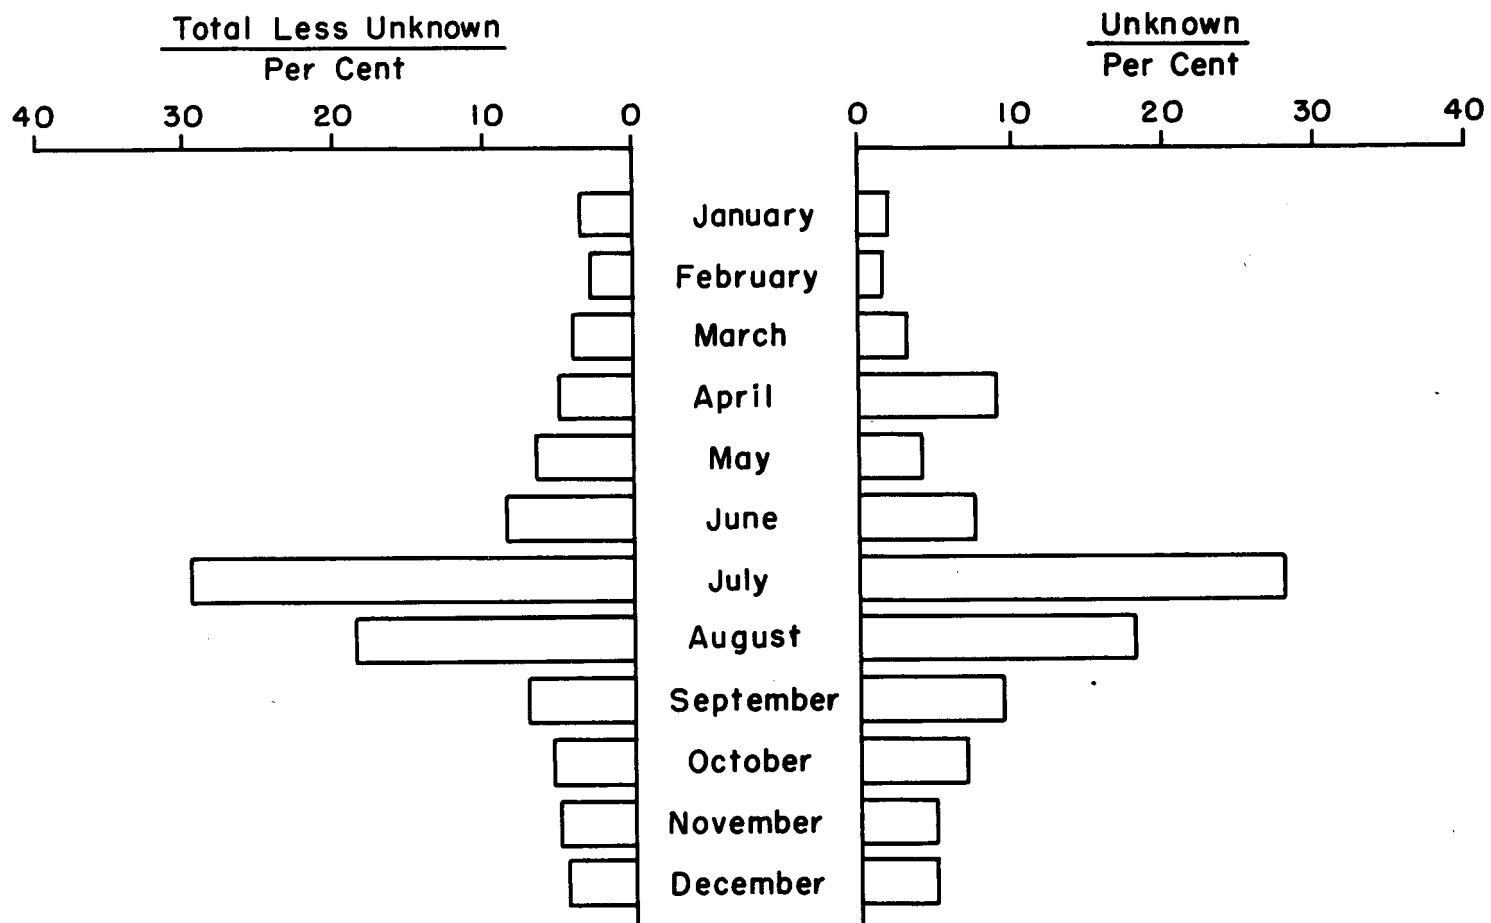 Total Less Unknown
Per Cent
Unknown
Per Cent
40 30 20 10 0
0 10 20 30 40
January
February
March
April
May
June
July
August
September
October
November
December